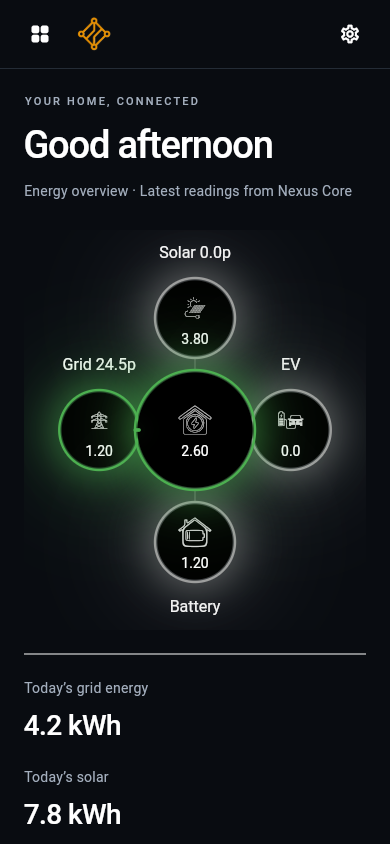 YOUR HOME, CONNECTED
Good afternoon
Energy overview · Latest readings from Nexus Core
Solar 0.0p
3.80
Grid 24.5p
EV
1.20
2.60
0.0
1.20
Battery
Today’s grid energy
4.2 kWh
Today’s solar
7.8 kWh